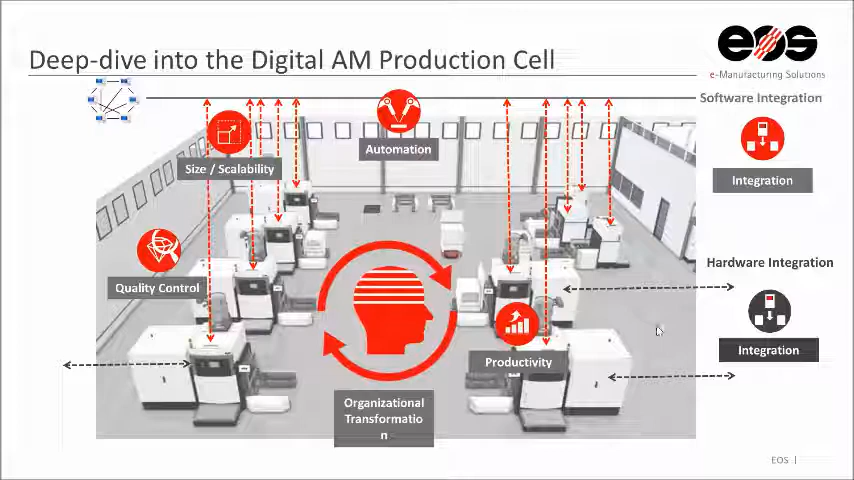 Deep-dive into the Digital AM Production Cell
eos
e-Manufacturing Solutions
Software Integration
Automation
Size / Scalability
Integration
Quality Control
Hardware Integration
Productivity
Integration
Organizational
Transformatio
n
EOS |